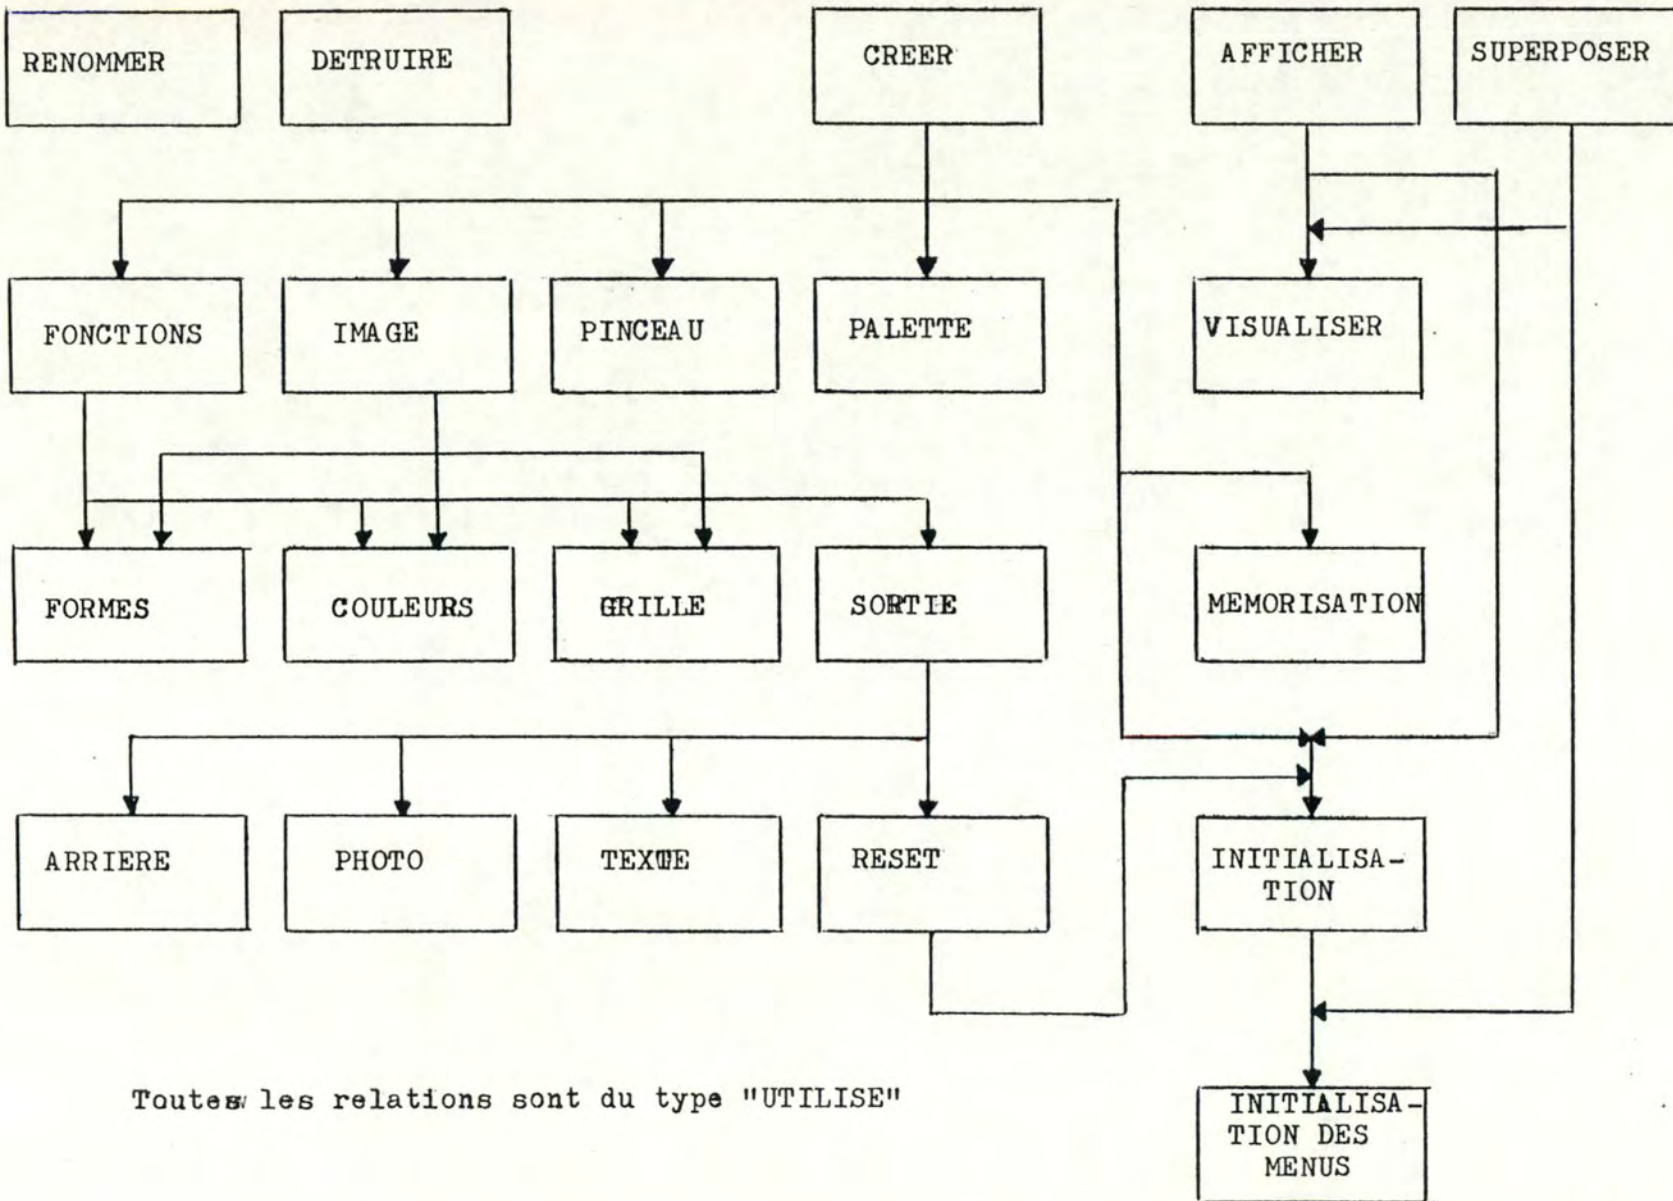 RENOMMER
DETRUIRE
CREER
AFFICHER
SUPERPOSER
FONCTIONS
IMAGE
PINCEAU
PALETTE
VISUALISER
FORMES
COULEURS
GRILLE
SORTIE
MEMORISATION
ARRIERE
PHOTO
TEXTE
RESET
INITIALISA-
TION
Toutes les relations sont du type "UTILISE"
INITIALISA-
TION DES
MENUS